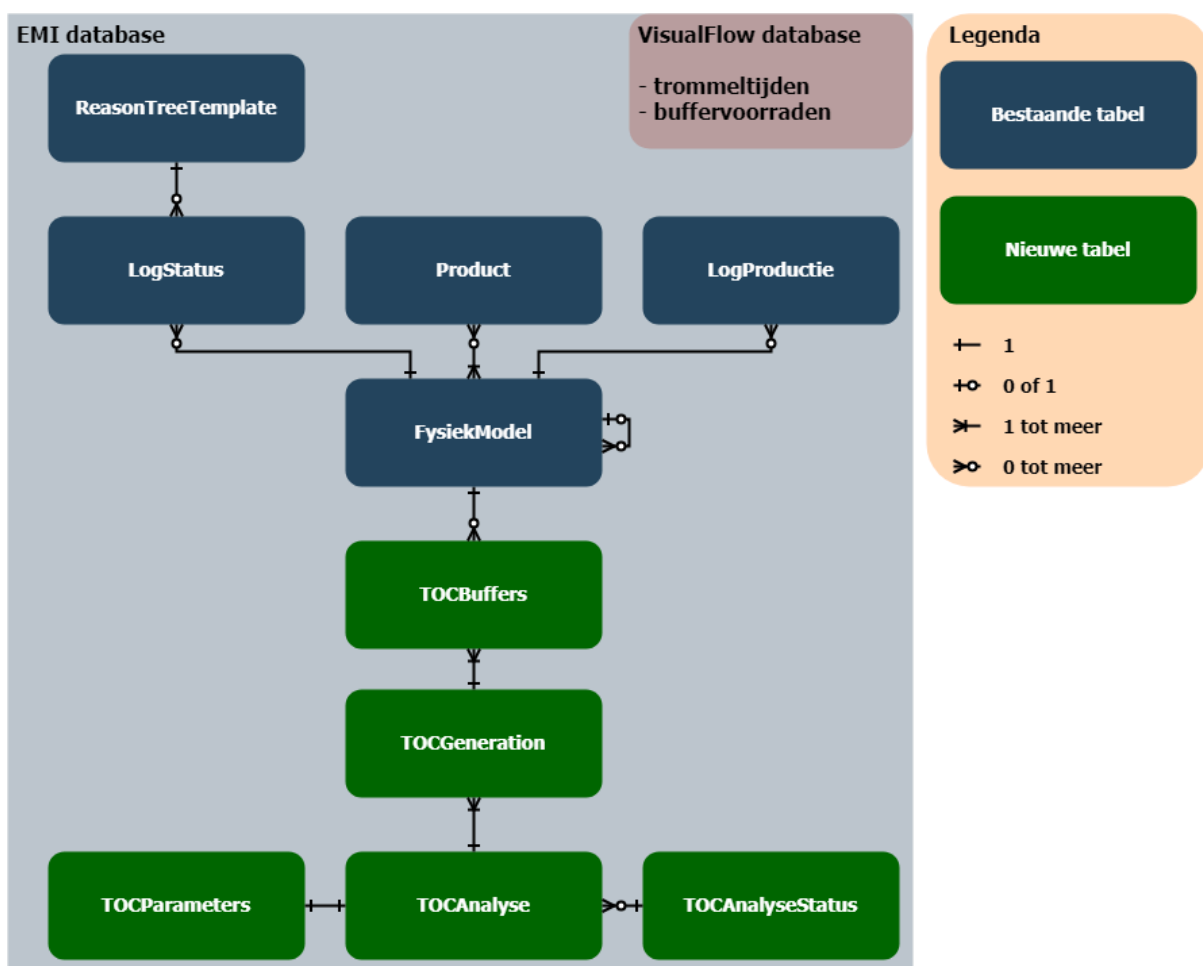 EMI database
VisualFlow database
- trommeltijden
- buffervoorraden
ReasonTreeTemplate
LogStatus
Product
LogProductie
FysiekModel
TOCBuffers
TOCGeneration
TOCParameters
TOCAnalyse
TOCAnalyseStatus
Legenda
Bestaande tabel
Nieuwe tabel
1
0 of 1
1 tot meer
0 tot meer